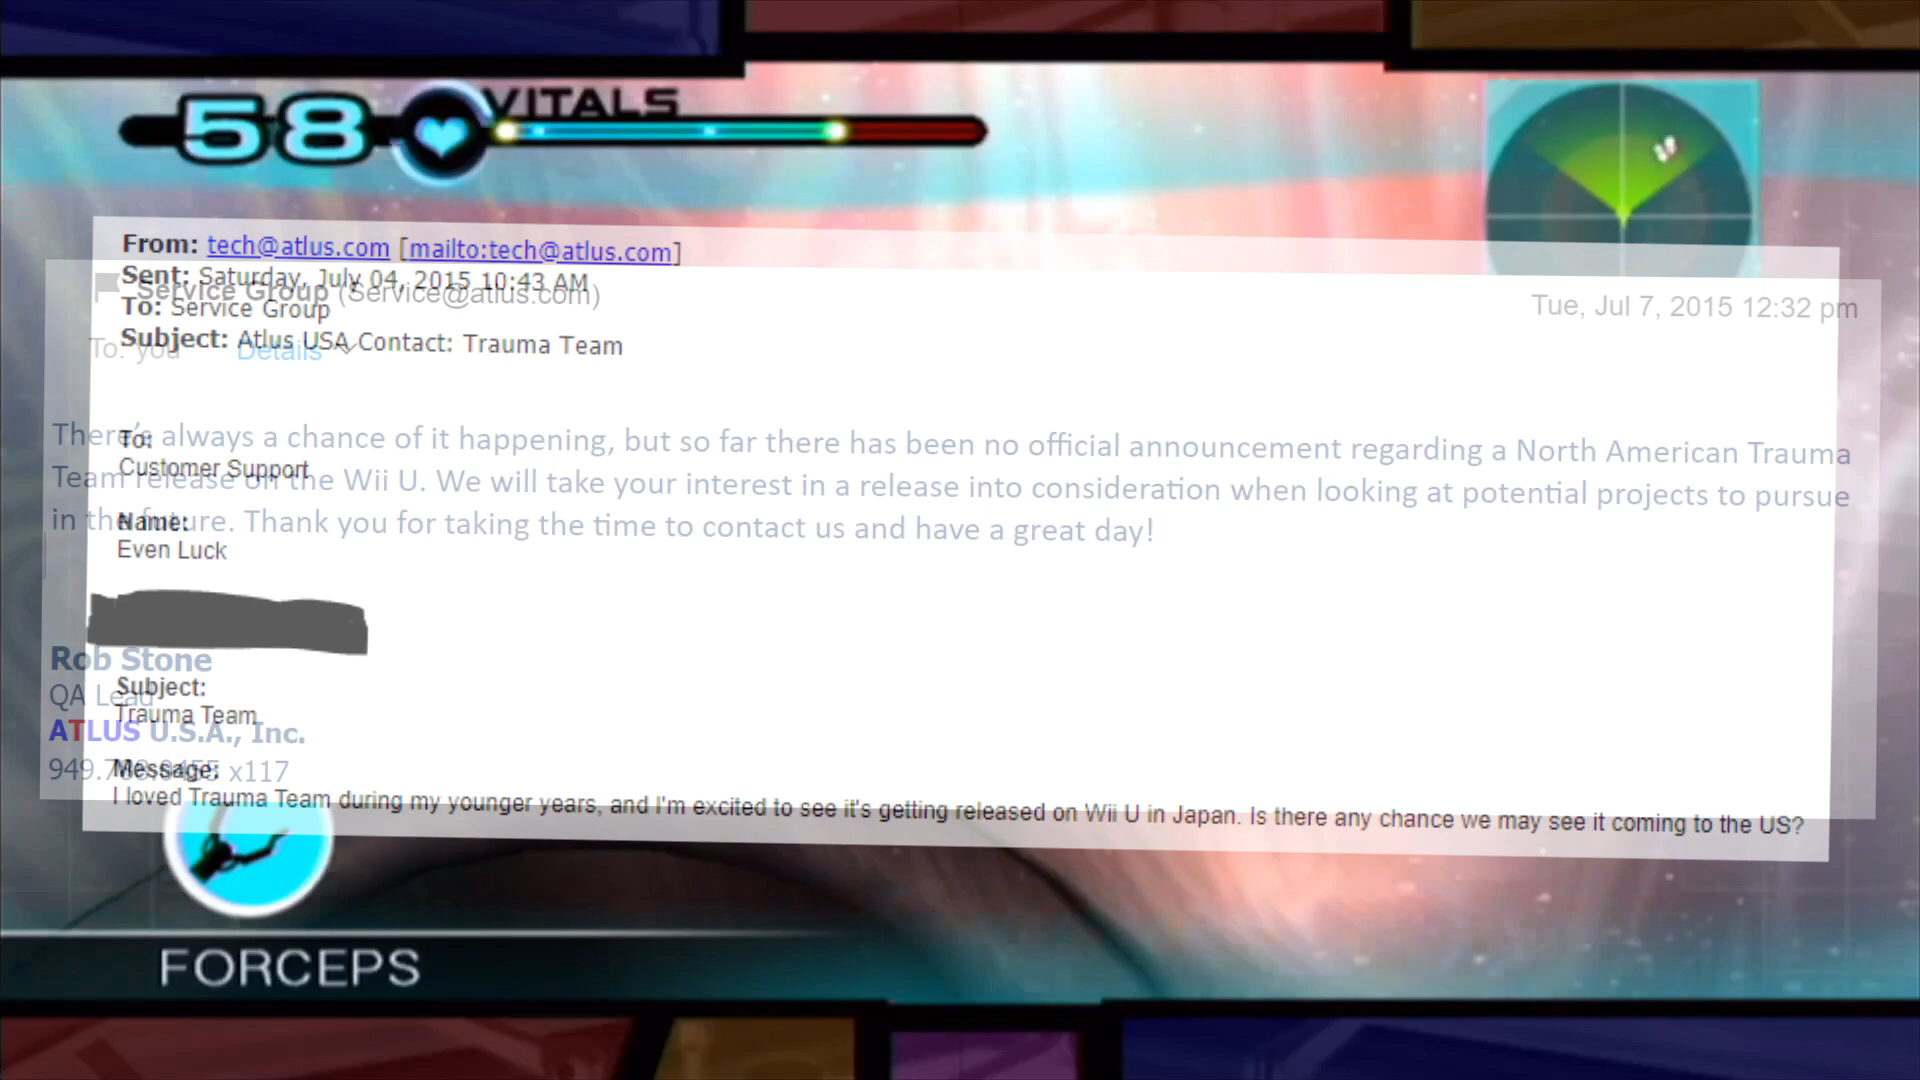 58 VITALS
From: tech@atlus.com [mailto:tech@atlus.com]
Sent: Saturday, July 04, 2015 10:43 AM
To: Service Group
Subject: Atlus USA Contact: Trauma Team
To:
Customer Support
Name:
Even Luck
Subject:
Trauma Team
Message:
I loved Trauma Team during my younger years, and I'm excited to see it's getting released on Wii U in Japan. Is there any chance we may see it coming to the US?
Service Group (Service@atlus.com)
Tue, Jul 7, 2015 12:32 pm
To: you Details
There's always a chance of it happening, but so far there has been no official announcement regarding a North American Trauma
Team release on the Wii U. We will take your interest in a release into consideration when looking at potential projects to pursue
in the future. Thank you for taking the time to contact us and have a great day!
Rob Stone
QA Lead
ATLUS U.S.A., Inc.
x117
FORCEPS